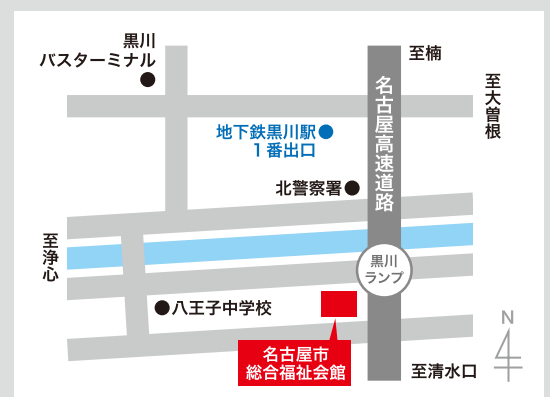 黒川
バスターミナル
至楠
至大曽根
名古屋高速道路
地下鉄黒川駅
1番出口
北警察署
至浄心
黒川
ランプ
八王子中学校
名古屋市
総合福祉会館
至清水口
N